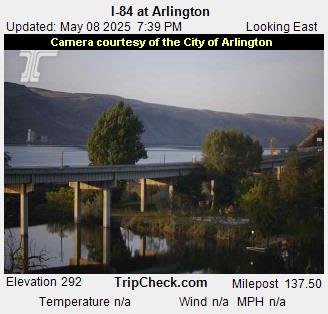 I-84 at Arlington
Updated: May 08 2025 7:39 PM Looking East
Camera courtesy of the City of Arlington
Elevation 292 TripCheck.com Milepost 137.50
Temperature n/a Wind n/a MPH n/a